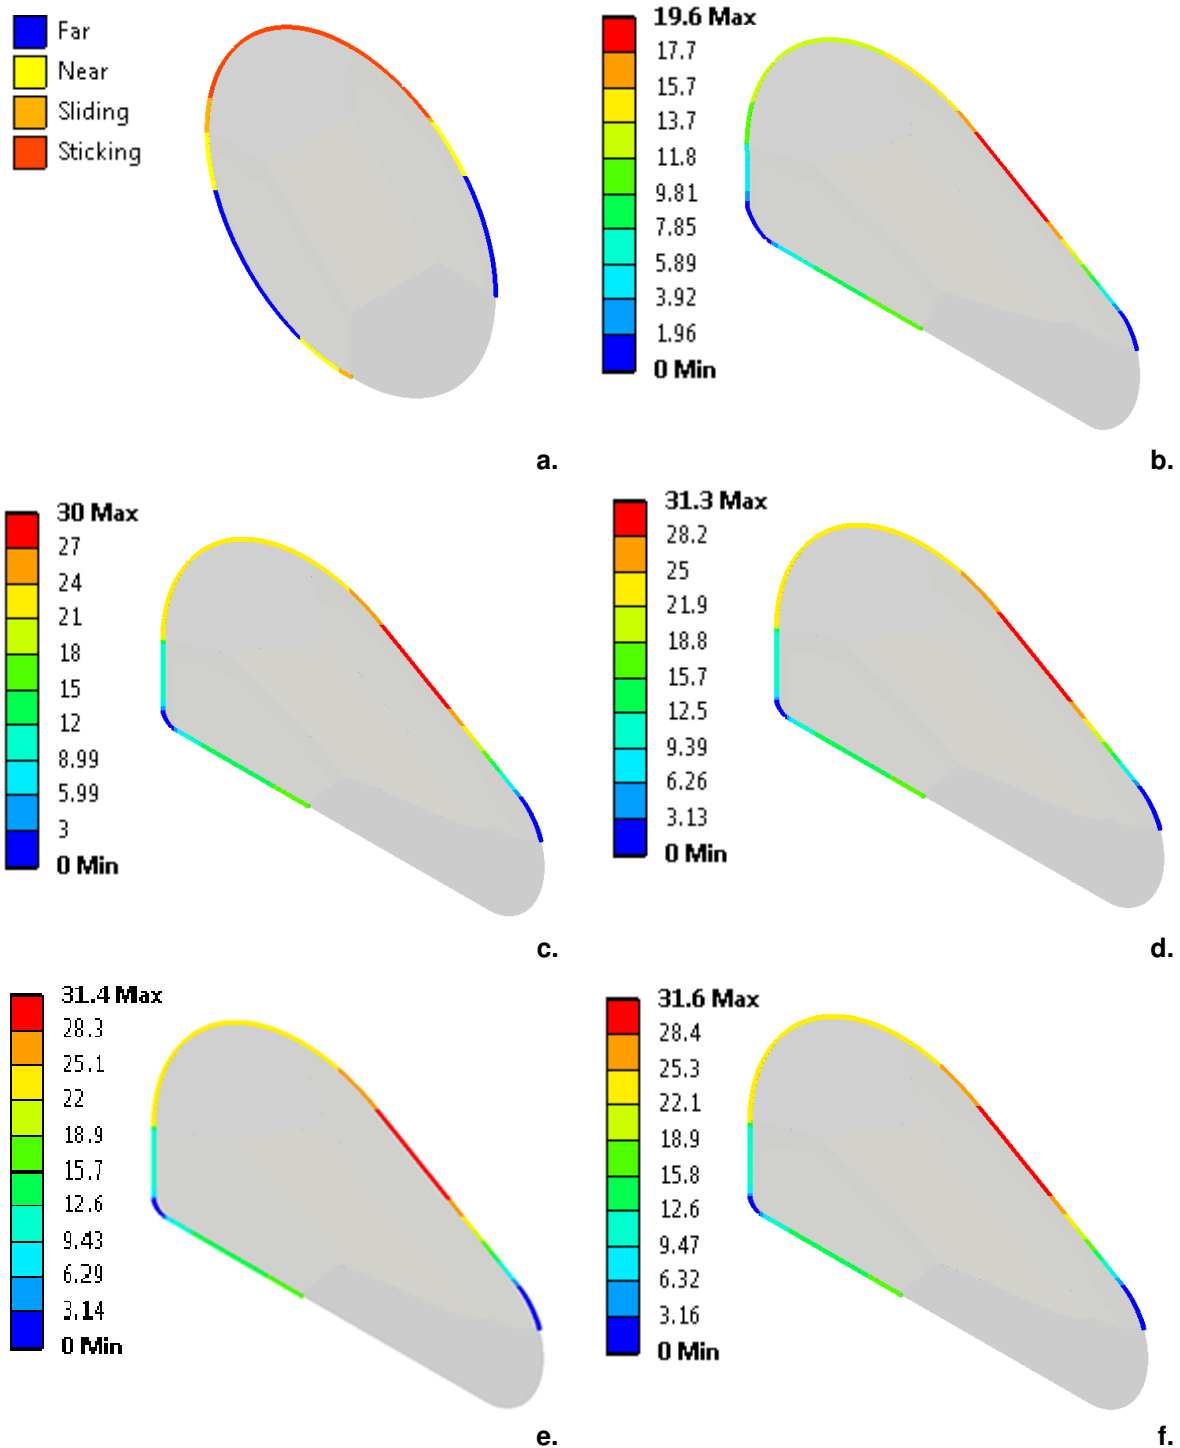 Far
Near
Sliding
Sticking
a.
19.6 Max
17.7
15.7
13.7
11.8
9.81
7.85
5.89
3.92
1.96
0 Min
b.
30 Max
27
24
21
18
15
12
8.99
5.99
3
0 Min
c.
31.3 Max
28.2
25
21.9
18.8
15.7
12.5
9.39
6.26
3.13
0 Min
d.
31.4 Max
28.3
25.1
22
18.9
15.7
12.6
9.43
6.29
3.14
0 Min
e.
31.6 Max
28.4
25.3
22.1
18.9
15.8
12.6
9.47
6.32
3.16
0 Min
f.